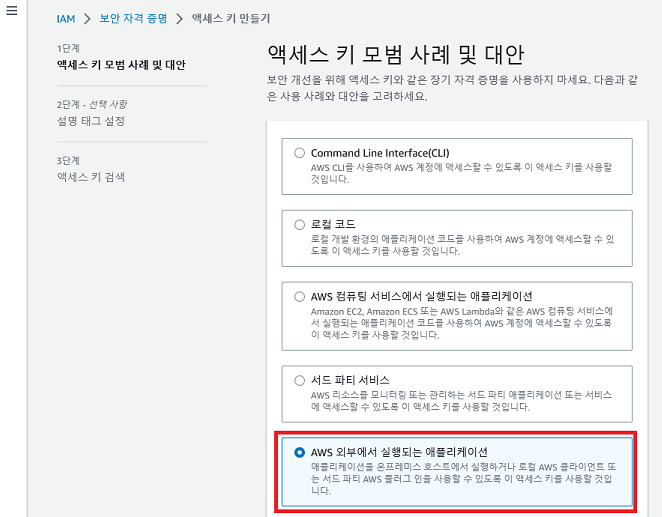 IAM > 보안 자격 증명 > 액세스 키 만들기
1단계
액세스 키 모범 사례 및 대안
2단계 - 선택 사항
설명 태그 설정
3단계
액세스 키 검색
액세스 키 모범 사례 및 대안
보안 개선을 위해 액세스 키와 같은 장기 자격 증명을 사용하지 마세요. 다음과 같
은 사용 사례와 대안을 고려하세요.
Command Line Interface(CLI)
AWS CLI를 사용하여 AWS 계정에 액세스할 수 있도록 이 액세스 키를 사용할
것입니다.
로컬 코드
로컬 개발 환경의 애플리케이션 코드를 사용하여 AWS 계정에 액세스할 수 있
도록 이 액세스 키를 사용할 것입니다.
AWS 컴퓨팅 서비스에서 실행되는 애플리케이션
Amazon EC2, Amazon ECS 또는 AWS Lambda와 같은 AWS 컴퓨팅 서비스에
서 실행되는 애플리케이션 코드를 사용하여 AWS 계정에 액세스할 수 있도록
이 액세스 키를 사용할 것입니다.
서드 파티 서비스
AWS 리소스를 모니터링 또는 관리하는 서드 파티 애플리케이션 또는 서비스
에 액세스할 수 있도록 이 액세스 키를 사용할 것입니다.
AWS 외부에서 실행되는 애플리케이션
애플리케이션을 온프레미스 호스트에서 실행하거나 로컬 AWS 클라이언트 또
는 서드 파티 AWS 플러그 인을 사용할 수 있도록 이 액세스 키를 사용할 것입
니다.